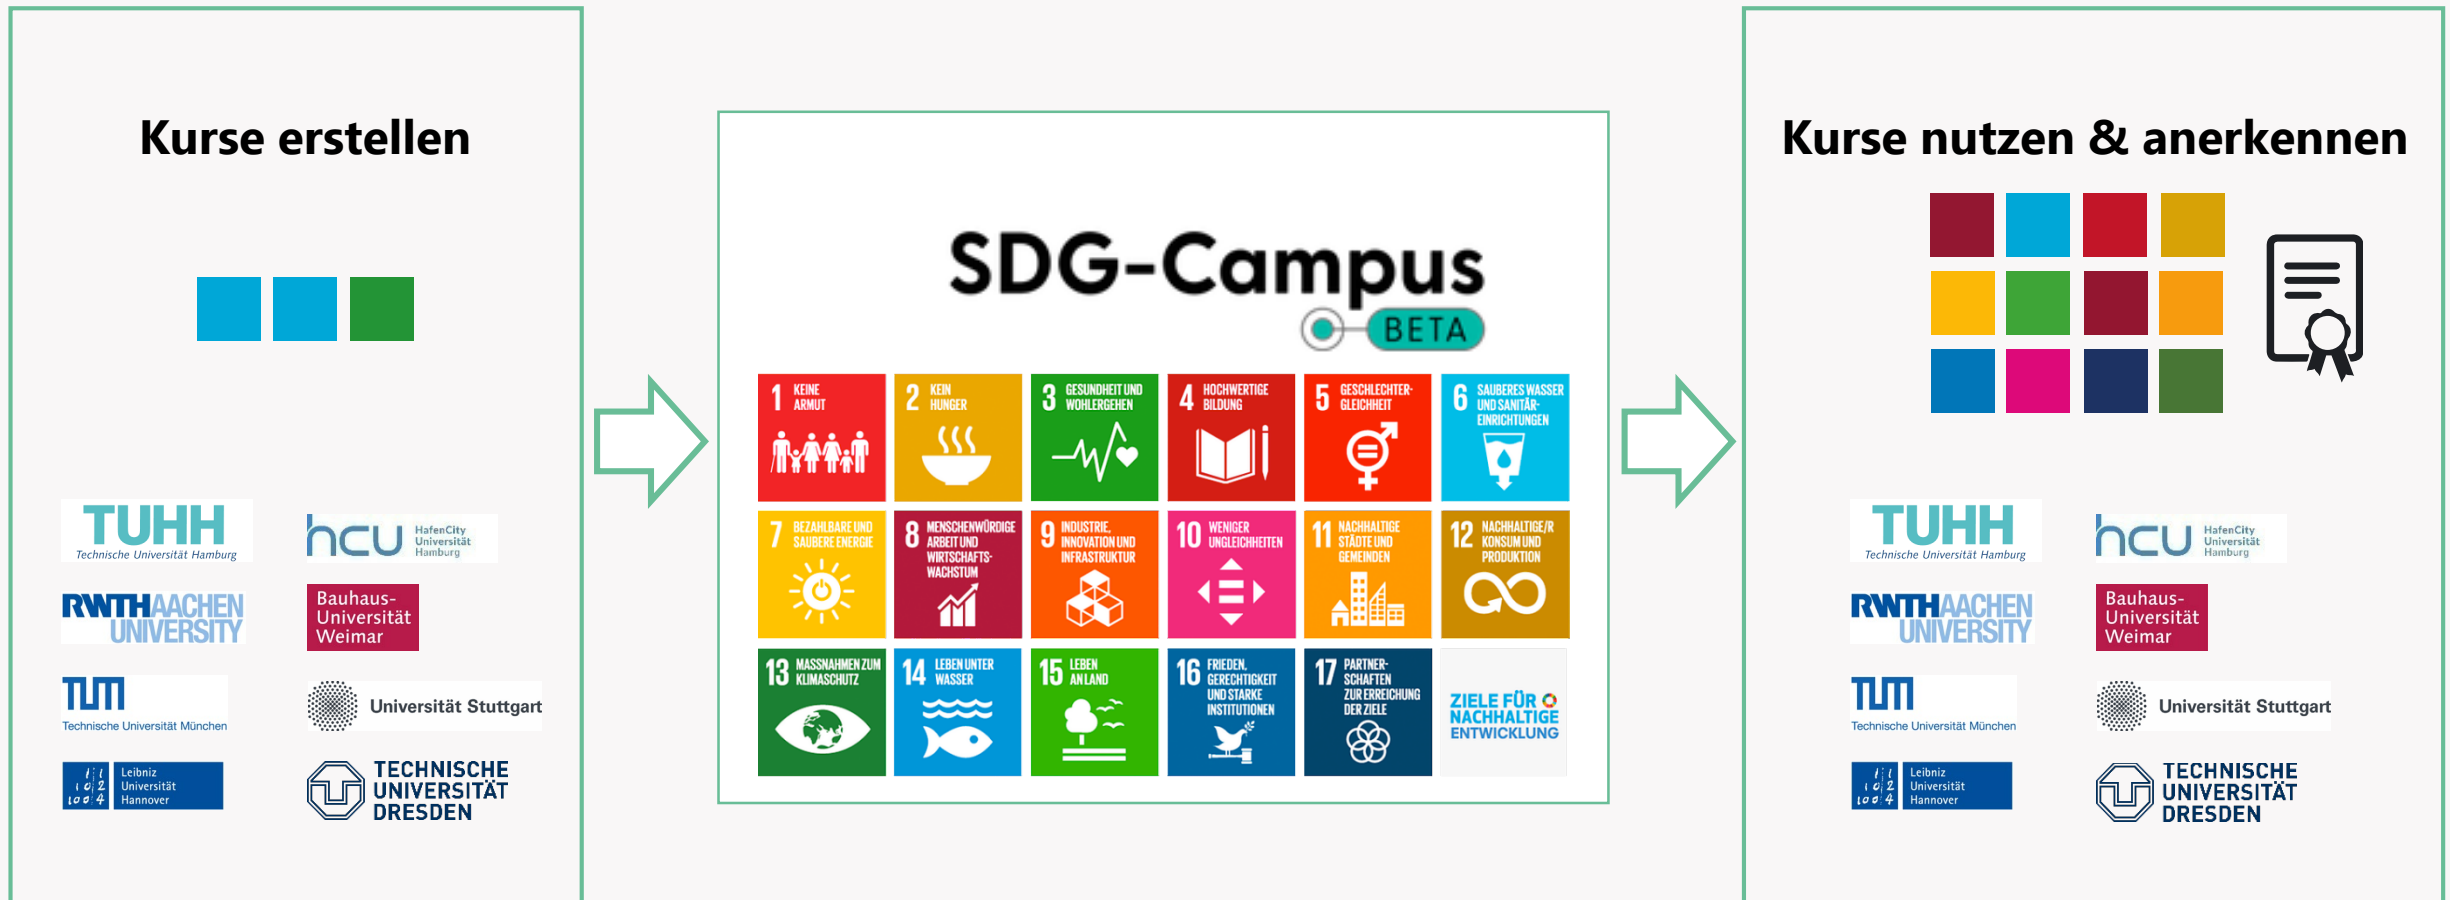 Kurse erstellen
TUHH
Technische Universität Hamburg
hcu
HafenCity
Universität
Hamburg
RWTHAACHEN
UNIVERSITY
Bauhaus-
Universität
Weimar
TUM
Technische Universität München
Universität Stuttgart
Leibniz
Universität
Hannover
TECHNISCHE
UNIVERSITÄT
DRESDEN
SDG-Campus
BETA
1 KEINE
ARMUT
2 KEIN
HUNGER
3 GESUNDHEIT UND
WOHLERGEHEN
4 HOCHWERTIGE
BILDUNG
5 GESCHLECHTER-
GLEICHHEIT
6 SAUBERES WASSER
UND SANITÄR-
EINRICHTUNGEN
7 BEZAHLBARE UND
SAUBERE ENERGIE
8 MENSCHENWÜRDIGE
ARBEIT UND
WIRTSCHAFTS-
WACHSTUM
9 INDUSTRIE,
INNOVATION UND
INFRASTRUKTUR
10 WENIGER
UNGLEICHHEITEN
11 NACHHALTIGE
STÄDTE UND
GEMEINDEN
12 NACHHALTIGE/R
KONSUM UND
PRODUKTION
13 MASSNAHMEN ZUM
KLIMASCHUTZ
14 LEBEN UNTER
WASSER
15 LEBEN
AN LAND
16 FRIEDEN,
GERECHTIGKEIT
UND STARKE
INSTITUTIONEN
17 PARTNER-
SCHAFTEN
ZUR ERREICHUNG
DER ZIELE
ZIELE FÜR
NACHHALTIGE
ENTWICKLUNG
Kurse nutzen & anerkennen
TUHH
Technische Universität Hamburg
hcu
HafenCity
Universität
Hamburg
RWTHAACHEN
UNIVERSITY
Bauhaus-
Universität
Weimar
TUM
Technische Universität München
Universität Stuttgart
Leibniz
Universität
Hannover
TECHNISCHE
UNIVERSITÄT
DRESDEN